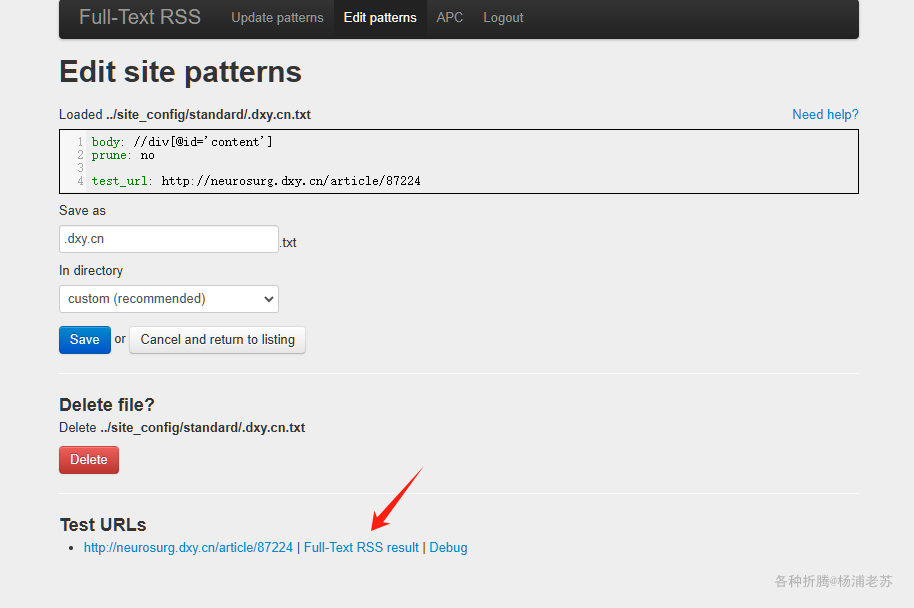 Full-Text RSS Update patterns Edit patterns APC Logout
Edit site patterns
Loaded ../site_config/standard/.dxy.cn.txt Need help?
1 body: //div[@id='content']
2 prune: no
3
4 test_url: http://neurosurg.dxy.cn/article/87224
Save as
.dxy.cn .txt
In directory
custom (recommended)
Save or Cancel and return to listing
Delete file?
Delete ../site_config/standard/.dxy.cn.txt
Delete
Test URLs
• http://neurosurg.dxy.cn/article/87224 | Full-Text RSS result | Debug
各种折腾@杨浦老苏